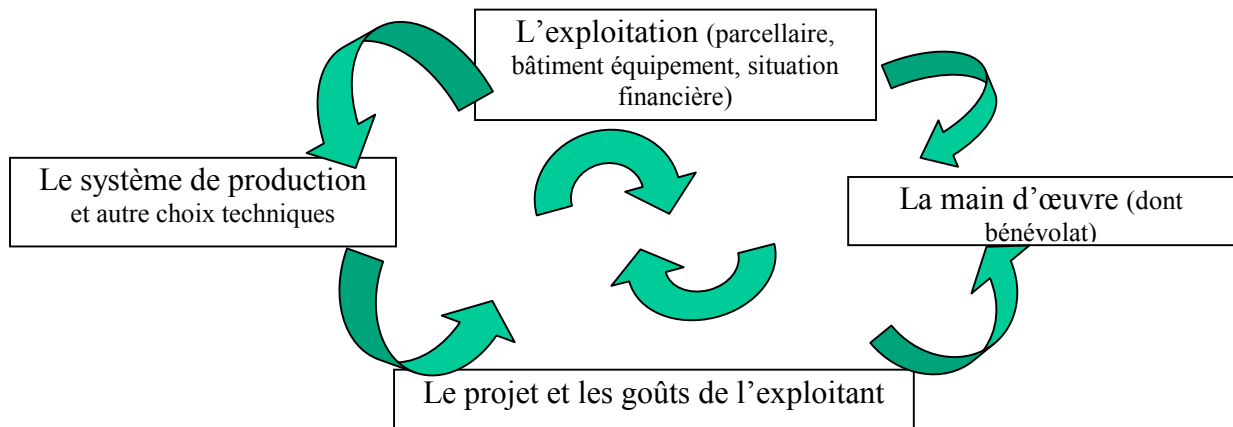 L’exploitation (parcellaire,
bâtiment équipement, situation
financière)
Le système de production
et autre choix techniques
La main d’œuvre (dont
bénévolat)
Le projet et les goûts de l’exploitant